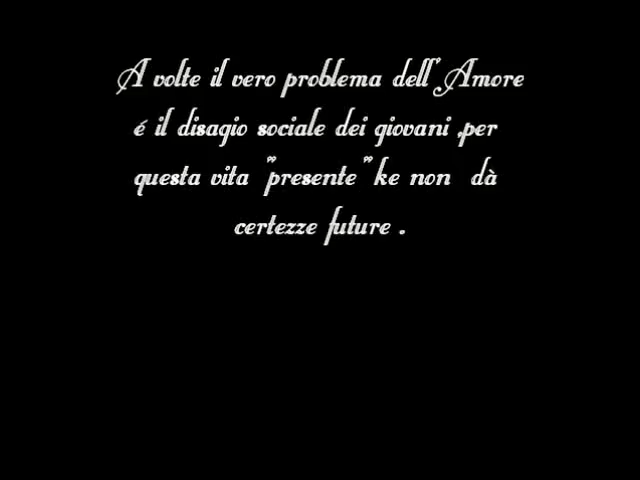 A volte il vero problema dell'Amore
é il disagio sociale dei giovani ,per
questa vita "presente" ke non dà
certezze future .